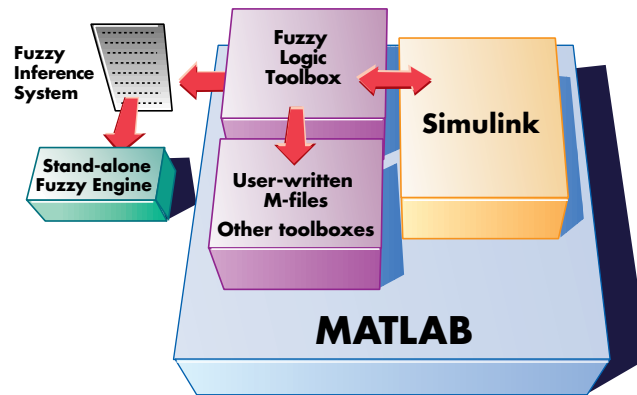 Fuzzy
Inference
System
Fuzzy
Logic
Toolbox
Simulink
Stand-alone
Fuzzy Engine
User-written
M-files
Other toolboxes
MATLAB